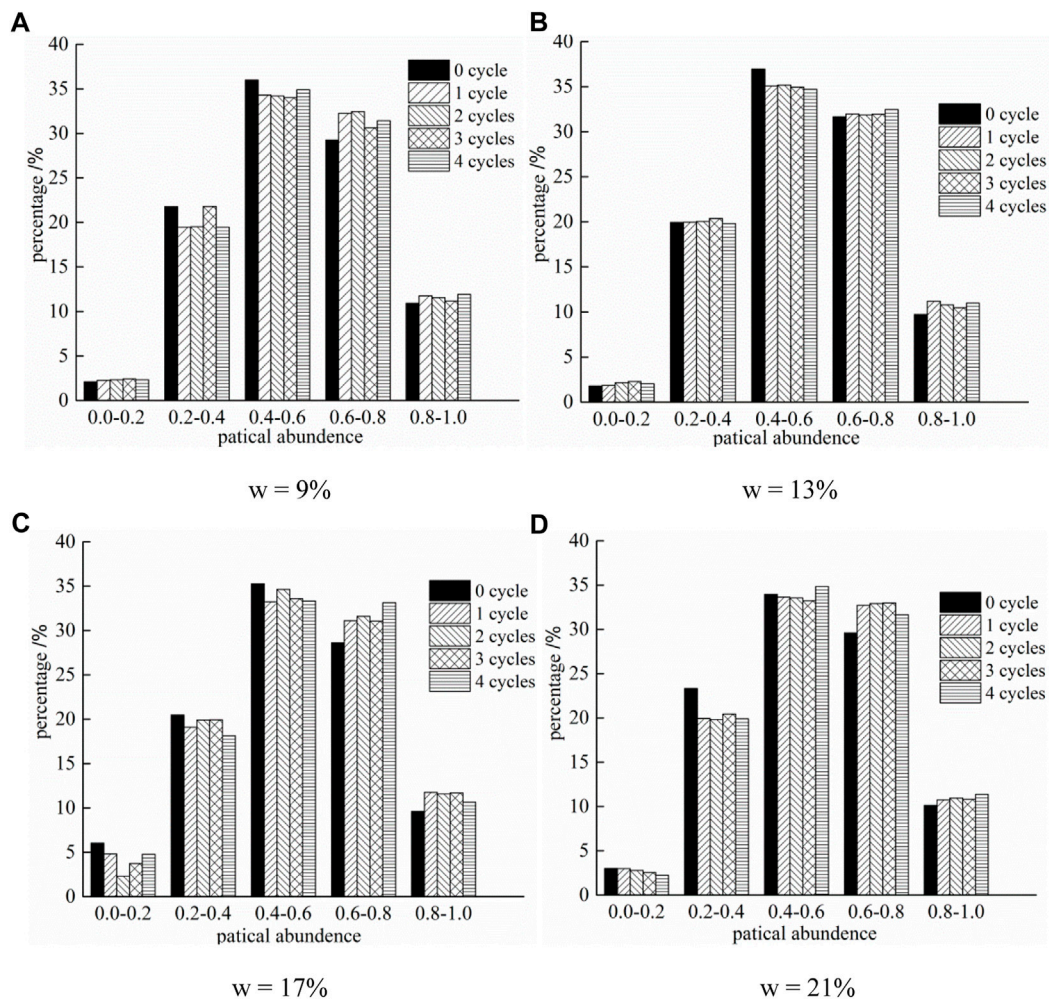 A
percentage /%
40
35
30
25
20
15
10
5
0
0 cycle
1 cycle
2 cycles
3 cycles
4 cycles
0.0-0.2 0.2-0.4 0.4-0.6 0.6-0.8 0.8-1.0
patical abundence
w = 9%
B
percentage /%
40
35
30
25
20
15
10
5
0
0 cycle
1 cycle
2 cycles
3 cycles
4 cycles
0.0-0.2 0.2-0.4 0.4-0.6 0.6-0.8 0.8-1.0
patical abundence
w = 13%
C
percentage /%
40
35
30
25
20
15
10
5
0
0 cycle
1 cycle
2 cycles
3 cycles
4 cycles
0.0-0.2 0.2-0.4 0.4-0.6 0.6-0.8 0.8-1.0
patical abundence
w = 17%
D
percentage /%
40
35
30
25
20
15
10
5
0
0 cycle
1 cycle
2 cycles
3 cycles
4 cycles
0.0-0.2 0.2-0.4 0.4-0.6 0.6-0.8 0.8-1.0
patical abundence
w = 21%